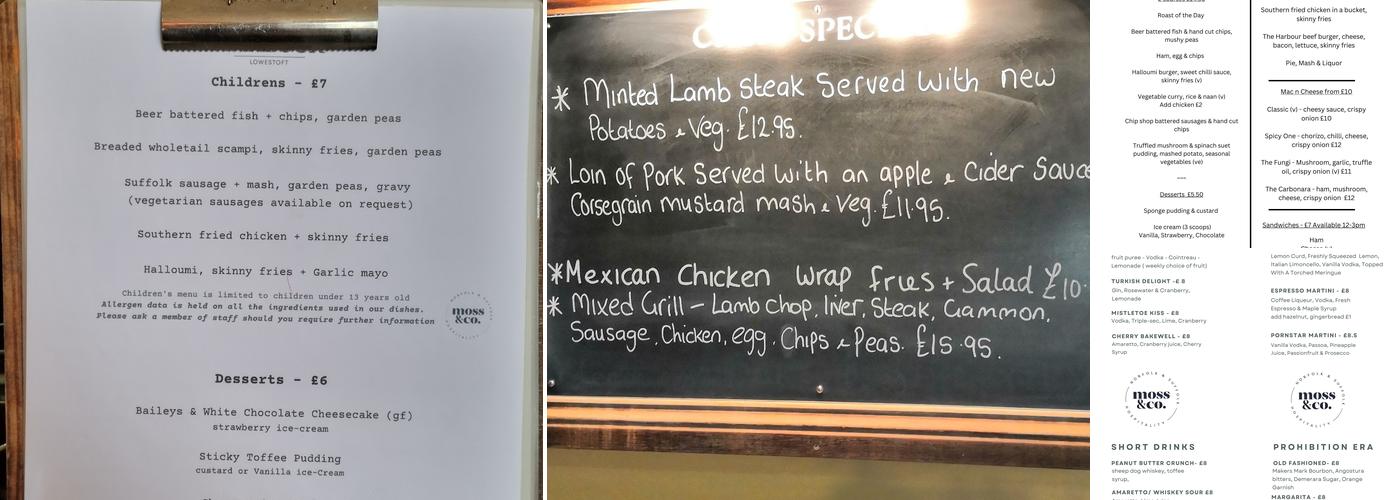 LOWESTOFT
Childrens - £7
Beer battered fish + chips, garden peas
Breaded wholetail scampi, skinny fries, garden peas
Suffolk sausage + mash, garden peas, gravy
(vegetarian sausages available on request)
Southern fried chicken + skinny fries
Halloumi, skinny fries + Garlic mayo
Children's menu is limited to children under 13 years old
Allergen data is held on all the ingredients used in our dishes.
Please ask a member of staff should you require further information
NORFOLK & SUFFOLK
moss
&co.
HOSPITALITY
Desserts - £6
Baileys & White Chocolate Cheesecake (gf)
strawberry ice-cream
Sticky Toffee Pudding
custard or Vanilla ice-Cream
SPEC
* Minted Lamb Steak Served with new
Potatoes & Veg. £12.95.
* Loin of Pork Served with an apple & Cider Sauce
Corsegrain mustard mash & Veg. £11.95.
* Mexican Chicken Wrap fries + Salad £10.
* Mixed Grill - Lamb Chop, liver, Steak, Gammon,
Sausage, Chicken, egg, Chips & Peas. £15.95.
Roast of the Day
Beer battered fish & hand cut chips,
mushy peas
Ham, egg & chips
Halloumi burger, sweet chilli sauce,
skinny fries (v)
Vegetable curry, rice & naan (v)
Add chicken £2
Chip shop battered sausages & hand cut
chips
Truffled mushroom & spinach suet
pudding, mashed potato, seasonal
vegetables (ve)
~~~
Desserts £5.50
Sponge pudding & custard
Ice cream (3 scoops)
Vanilla, Strawberry, Chocolate
Southern fried chicken in a bucket,
skinny fries
The Harbour beef burger, cheese,
bacon, lettuce, skinny fries
Pie, Mash & Liquor
Mac n Cheese from £10
Classic (v) - cheesy sauce, crispy
onion £10
Spicy One - chorizo, chilli, cheese,
crispy onion £12
The Fungi - Mushroom, garlic, truffle
oil, crispy onion (v) £11
The Carbonara - ham, mushroom,
cheese, crispy onion £12
Sandwiches - £7 Available 12-3pm
Ham
fruit puree - Vodka - Cointreau -
Lemonade ( weekly choice of fruit)
TURKISH DELIGHT -£ 8
Gin, Rosewater & Cranberry,
Lemonade
MISTLETOE KISS - £8
Vodka, Triple-sec, Lime, Cranberry
CHERRY BAKEWELL - £8
Amaretto, Cranberry juice, Cherry
Syrup
NORFOLK & SUFFOLK
moss
&co.
HOSPITALITY
SHORT DRINKS
PEANUT BUTTER CRUNCH- £8
sheep dog whiskey, toffee
syrup,
AMARETTO/ WHISKEY SOUR £8
Lemon Curd, Freshly Squeezed Lemon,
Italian Limoncello, Vanilla Vodka, Topped
With A Torched Meringue
ESPRESSO MARTINI - £8
Coffee Liqueur, Vodka, Fresh
Espresso & Maple Syrup
add hazelnut, gingerbread £1
PORNSTAR MARTINI - £8.5
Vanilla Vodka, Passoa, Pineapple
Juice, Passionfruit & Prosecco
NORFOLK & SUFFOLK
moss
&co.
HOSPITALITY
PROHIBITION ERA
OLD FASHIONED- £8
Makers Mark Bourbon, Angostura
bitters, Demerara Sugar, Orange
Garnish
MARGARITA - £8